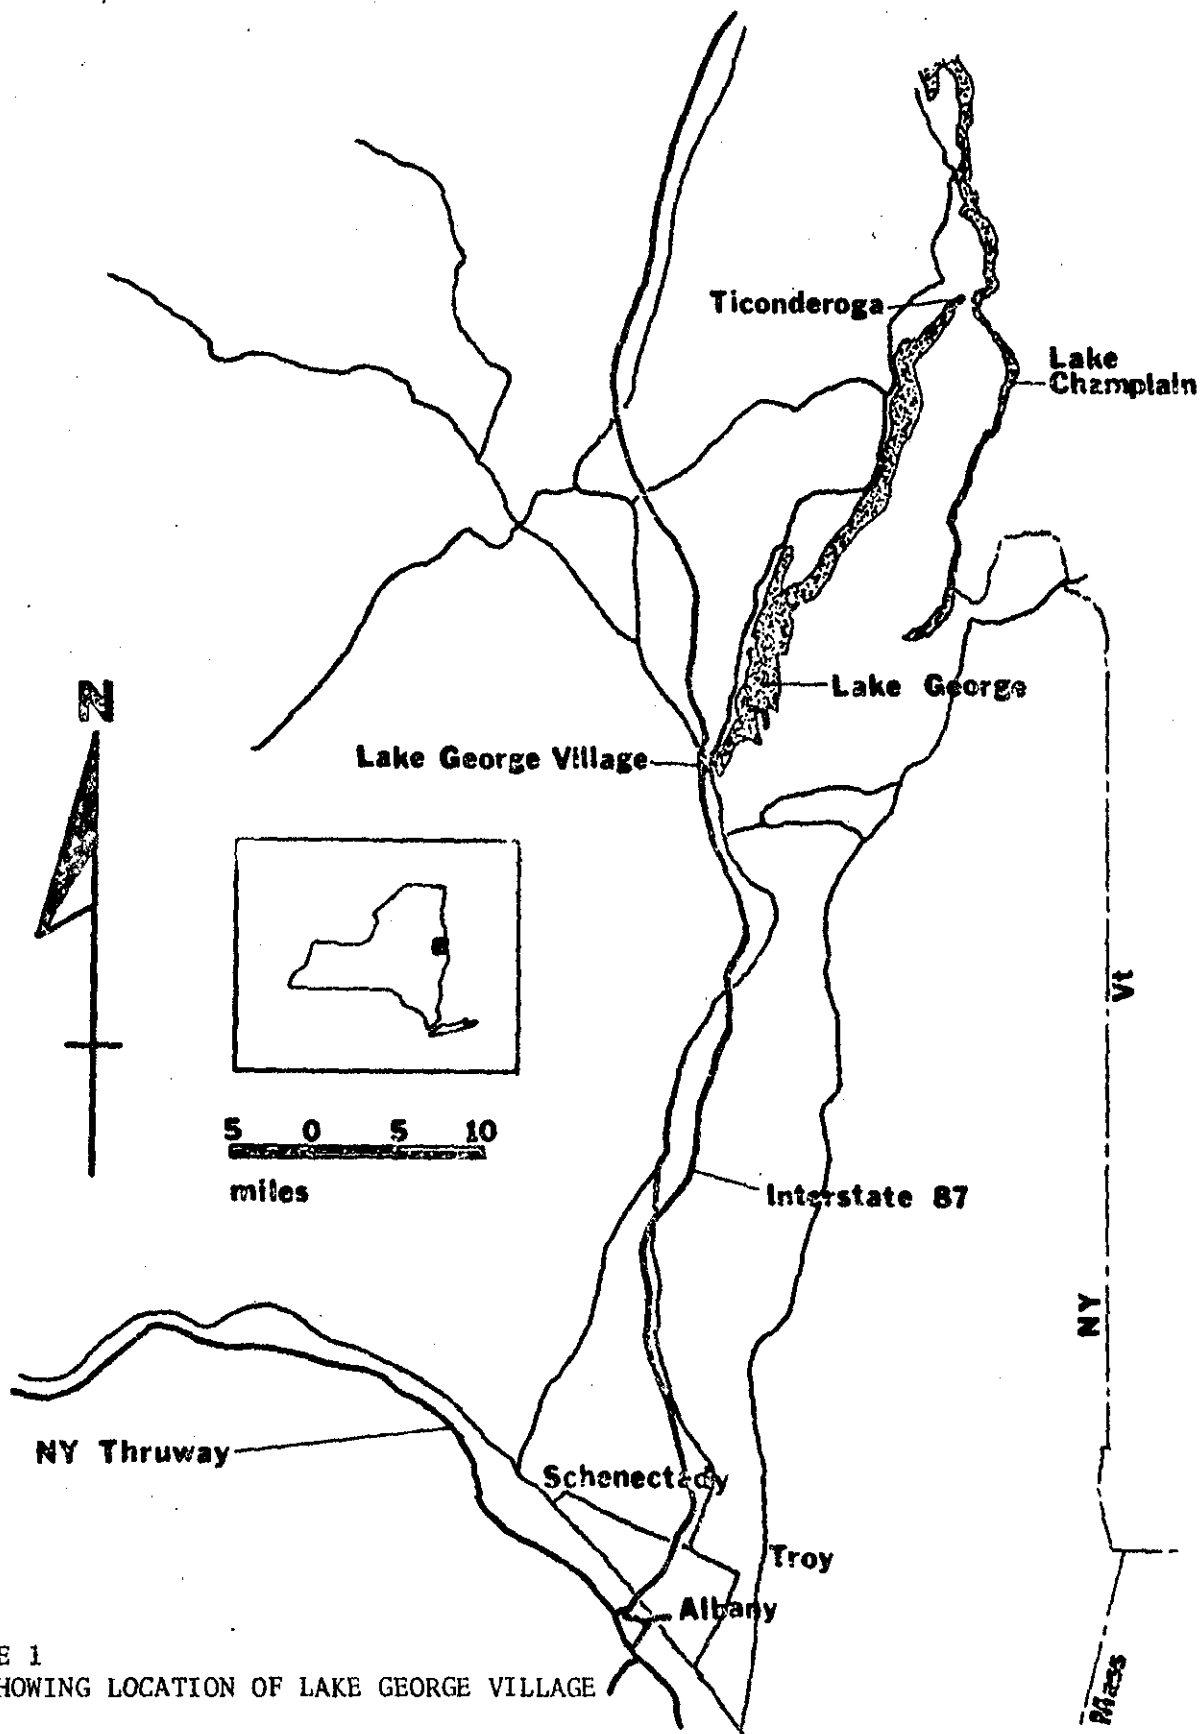 Ticonderoga
Lake
Champlain
N
Lake George
Lake George Village
Vt
5 0 5 10
miles
Interstate 87
NY
NY Thruway
Schenectady
Troy
Albany
E 1
HOWING LOCATION OF LAKE GEORGE VILLAGE
Mass